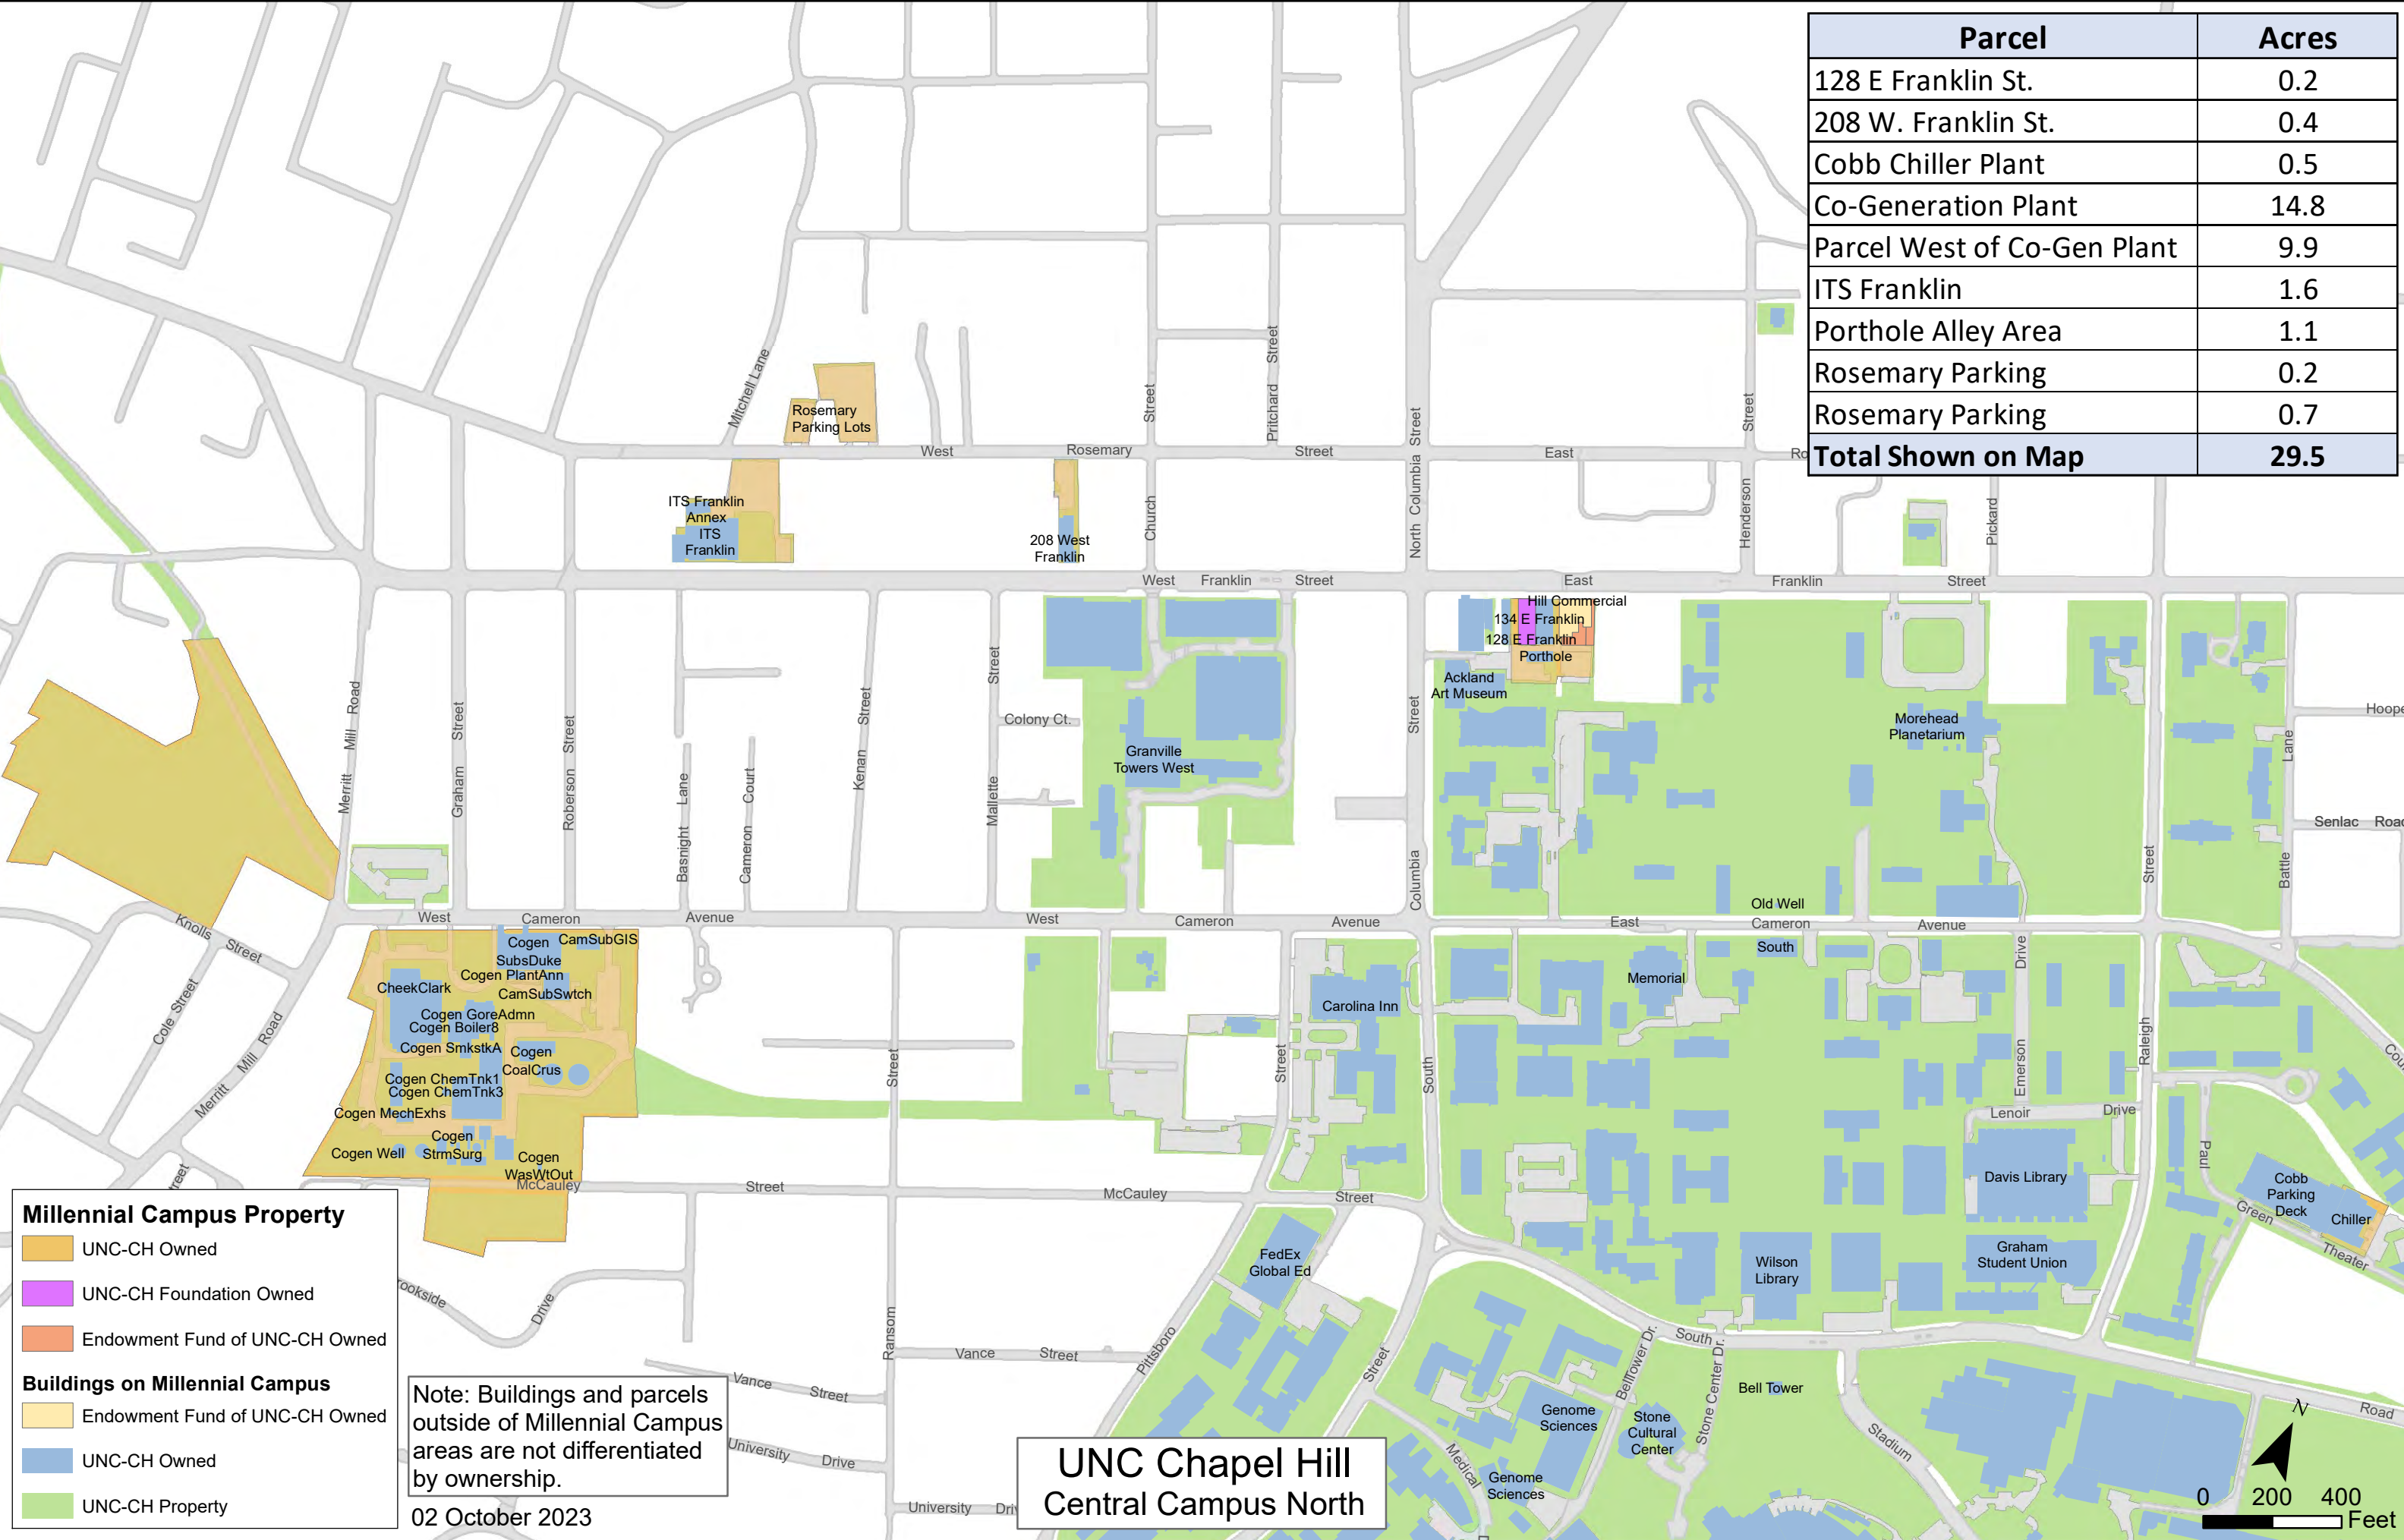 Parcel Acres
128 E Franklin St. 0.2
208 W. Franklin St. 0.4
Cobb Chiller Plant 0.5
Co-Generation Plant 14.8
Parcel West of Co-Gen Plant 9.9
ITS Franklin 1.6
Porthole Alley Area 1.1
Rosemary Parking 0.2
Rosemary Parking 0.7
Total Shown on Map 29.5
Mitchell Lane
Street
Pritchard Street
North Columbia Street
Street
Rosemary
Parking Lots
West Rosemary Street East
ITS Franklin
Annex
ITS
Franklin
208 West
Franklin
Church
Henderson
Pickard
West Franklin Street East Franklin Street
Hill Commercial
134 E Franklin
128 E Franklin
Porthole
Ackland
Art Museum
Merritt Mill Road
Graham Street
Roberson Street
Basnight Lane
Cameron Court
Kenan Street
Mallette Street
Colony Ct.
Granville
Towers West
Columbia Street
Morehead
Planetarium
Street
Battle Lane
Senlac
Old Well
West Cameron Avenue West Cameron Avenue East Cameron Avenue
Knolls Street
Cole Street
Merritt Mill Road
Cogen
SubsDuke
CamSubGIS
Cogen PlantAnn
CamSubSwtch
CheekClark
Cogen GoreAdmn
Cogen Boiler8
Cogen SmkstkA
Cogen
CoalCrus
Cogen ChemTnk1
Cogen ChemTnk3
Cogen MechExhs
Cogen
StrmSurg
Cogen Well
Cogen
WasWtOut
South
Memorial
Carolina Inn
Street
Street
South
Emerson Drive
Raleigh
Lenoir Drive
Paul
Green
Theater
Davis Library
Cobb
Parking
Deck
Chiller
McCauley Street McCauley Street
FedEx
Global Ed
Wilson
Library
Graham
Student Union
Drive
Ransom
Pittsboro
Street
Vance Street
Vance Street
University Drive
University
South
Road
Bellflower Dr.
Stone Center Dr.
Bell Tower
Genome
Sciences
Stone
Cultural
Center
Genome
Sciences
Medical
Stadium
Millennial Campus Property
UNC-CH Owned
UNC-CH Foundation Owned
Endowment Fund of UNC-CH Owned
Buildings on Millennial Campus
Endowment Fund of UNC-CH Owned
UNC-CH Owned
UNC-CH Property
Note: Buildings and parcels
outside of Millennial Campus
areas are not differentiated
by ownership.
02 October 2023
UNC Chapel Hill
Central Campus North
N
0 200 400
Feet